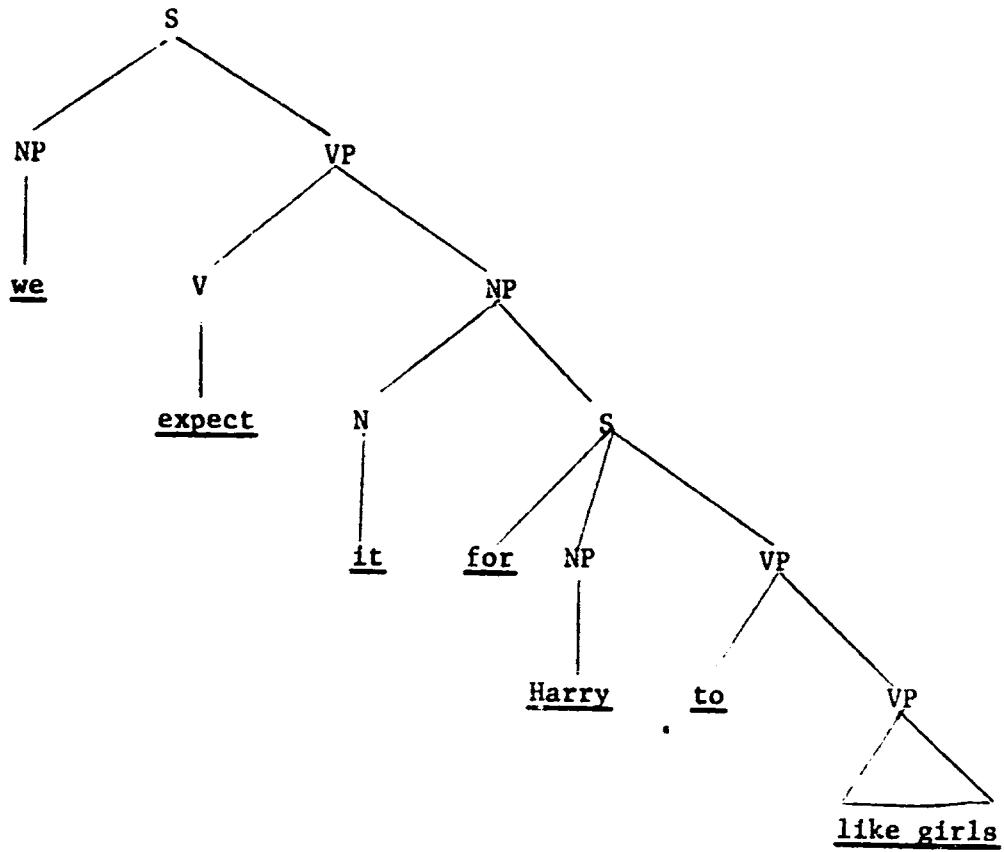 S
NP VP
we V NP
expect N S
it for NP VP
Harry to VP
like girls